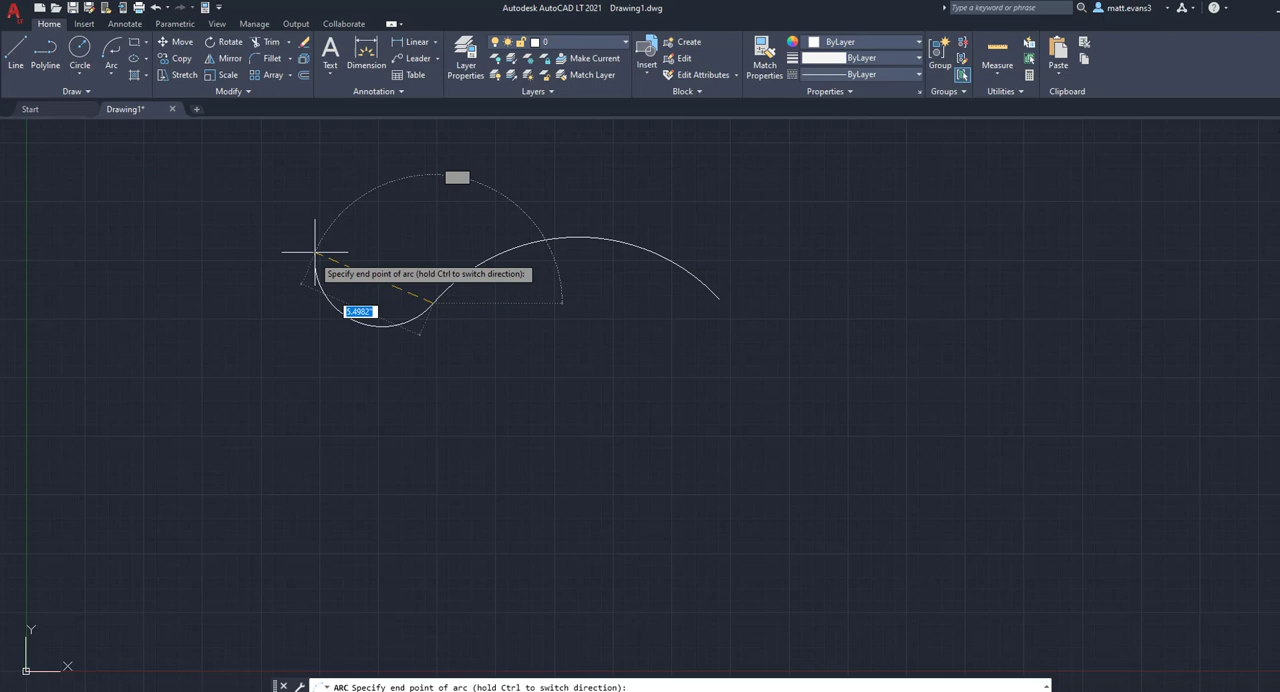 Autodesk AutoCAD LT 2021 Drawing1.dwg
Type a keyword or phrase
matt.evans3
Home Insert Annotate Parametric View Manage Output Collaborate
Line Polyline Circle Arc
Move Rotate Trim
Copy Mirror Fillet
Stretch Scale Array
Text Dimension
Linear
Leader
Table
Layer
Properties
0
Make Current
Match Layer
Insert
Create
Edit
Edit Attributes
Match
Properties
ByLayer
ByLayer
ByLayer
Group Measure Paste
Draw Modify Annotation Layers Block Properties Groups Utilities Clipboard
Start Drawing1*
Specify end point of arc (hold Ctrl to switch direction):
5.4982"
Y
X
ARC Specify end point of arc (hold Ctrl to switch direction):